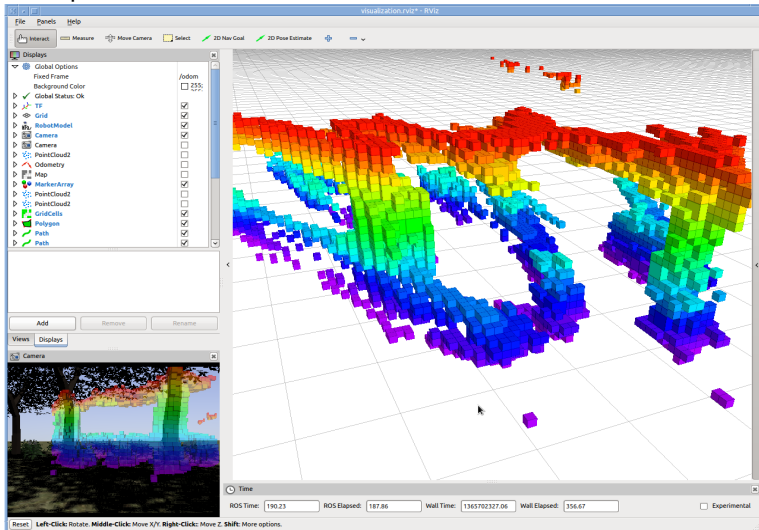 visualization.rviz* - RViz
File Panels Help
Interact Measure Move Camera Select 2D Nav Goal 2D Pose Estimate
Displays
Global Options
Fixed Frame /odom
Background Color 255;
Global Status: Ok
TF
Grid
RobotModel
Camera
Camera
PointCloud2
Odometry
Map
MarkerArray
PointCloud2
PointCloud2
GridCells
Polygon
Path
Path
Add Remove Rename
Views Displays
Camera
Time
ROS Time: 190.23 ROS Elapsed: 187.86 Wall Time: 1365702327.06 Wall Elapsed: 356.67 Experimental
Reset Left-Click: Rotate. Middle-Click: Move X/Y. Right-Click: Move Z. Shift: More options.